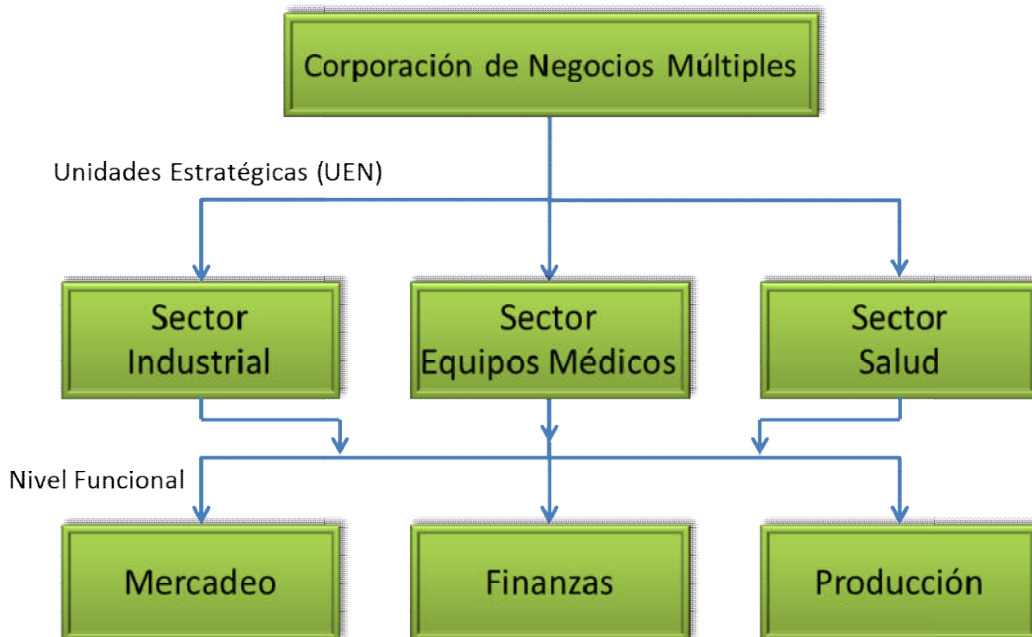 Corporación de Negocios Múltiples
Unidades Estratégicas (UEN)
Sector
Industrial
Sector
Equipos Médicos
Sector
Salud
Nivel Funcional
Mercadeo
Finanzas
Producción